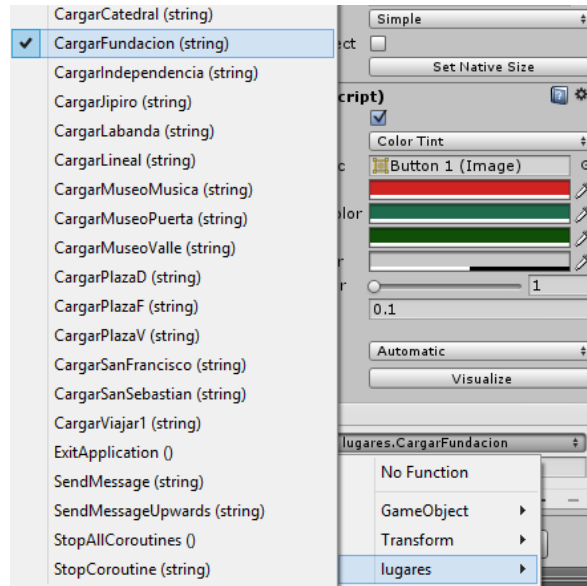 CargarCatedral (string)
CargarFundacion (string)
CargarIndependencia (string)
CargarJipiro (string)
CargarLabanda (string)
CargarLineal (string)
CargarMuseoMusica (string)
CargarMuseoPuerta (string)
CargarMuseoValle (string)
CargarPlazaD (string)
CargarPlazaF (string)
CargarPlazaV (string)
CargarSanFrancisco (string)
CargarSanSebastian (string)
CargarViajar1 (string)
ExitApplication ()
SendMessage (string)
SendMessageUpwards (string)
StopAllCoroutines ()
StopCoroutine (string)
Simple
ect
Set Native Size
cript)
Color Tint
c Button 1 (Image)
olor
r
r 1
0.1
Automatic
Visualize
lugares.CargarFundacion
No Function
GameObject
Transform
lugares